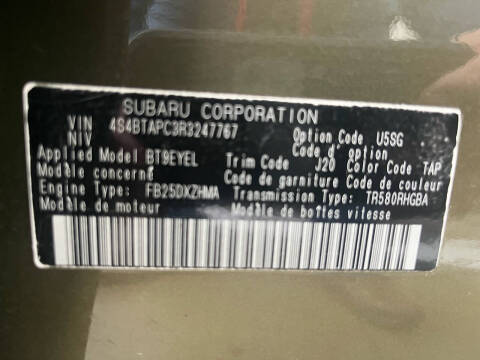 SUBARU CORPORATION
VIN 4S4BTAPC3R3247767
NIV Option Code U5SG
Code d'option
Applied Model BT9EYEL Trim Code J20 Color Code TAP
Modèle concerné Code de garniture Code de couleur
Engine Type: FB25DXZHMA Transmission Type: TR580RHGBA
Modèle de moteur Modèle de boîtes vitesse